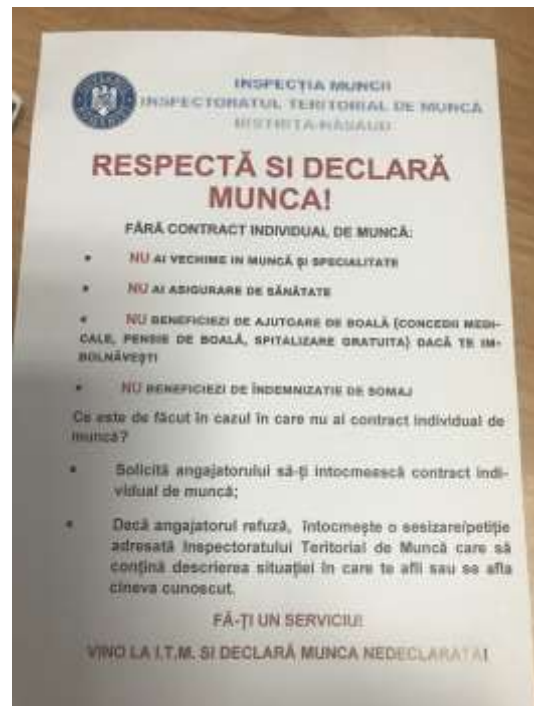 INSPECȚIA MUNCII
INSPECTORATUL TERITORIAL DE MUNCĂ
BISTRIȚA-NĂSĂUD
RESPECTĂ SI DECLARĂ
MUNCA!
FĂRĂ CONTRACT INDIVIDUAL DE MUNCĂ:
• NU AI VECHIME IN MUNCĂ ȘI SPECIALITATE
• NU AI ASIGURARE DE SĂNĂTATE
• NU BENEFICIEZI DE AJUTOARE DE BOALĂ (CONCEDII MEDI-
CALE, PENSIE DE BOALĂ, SPITALIZARE GRATUITA) DACĂ TE IM-
BOLNĂVEȘTI
• NU BENEFICIEZI DE ÎNDEMNIZATIE DE SOMAJ
Ce este de făcut în cazul în care nu ai contract individual de
muncă?
• Solicită angajatorului să-ți intocmească contract indi-
vidual de muncă;
• Dacă angajatorul refuză, întocmește o sesizare/petiție
adresată Inspectoratului Teritorial de Muncă care să
conțină descrierea situației în care te afli sau se afla
cineva cunoscut.
FĂ-ȚI UN SERVICIU!
VINO LA I.T.M. SI DECLARĂ MUNCA NEDECLARATĂ!